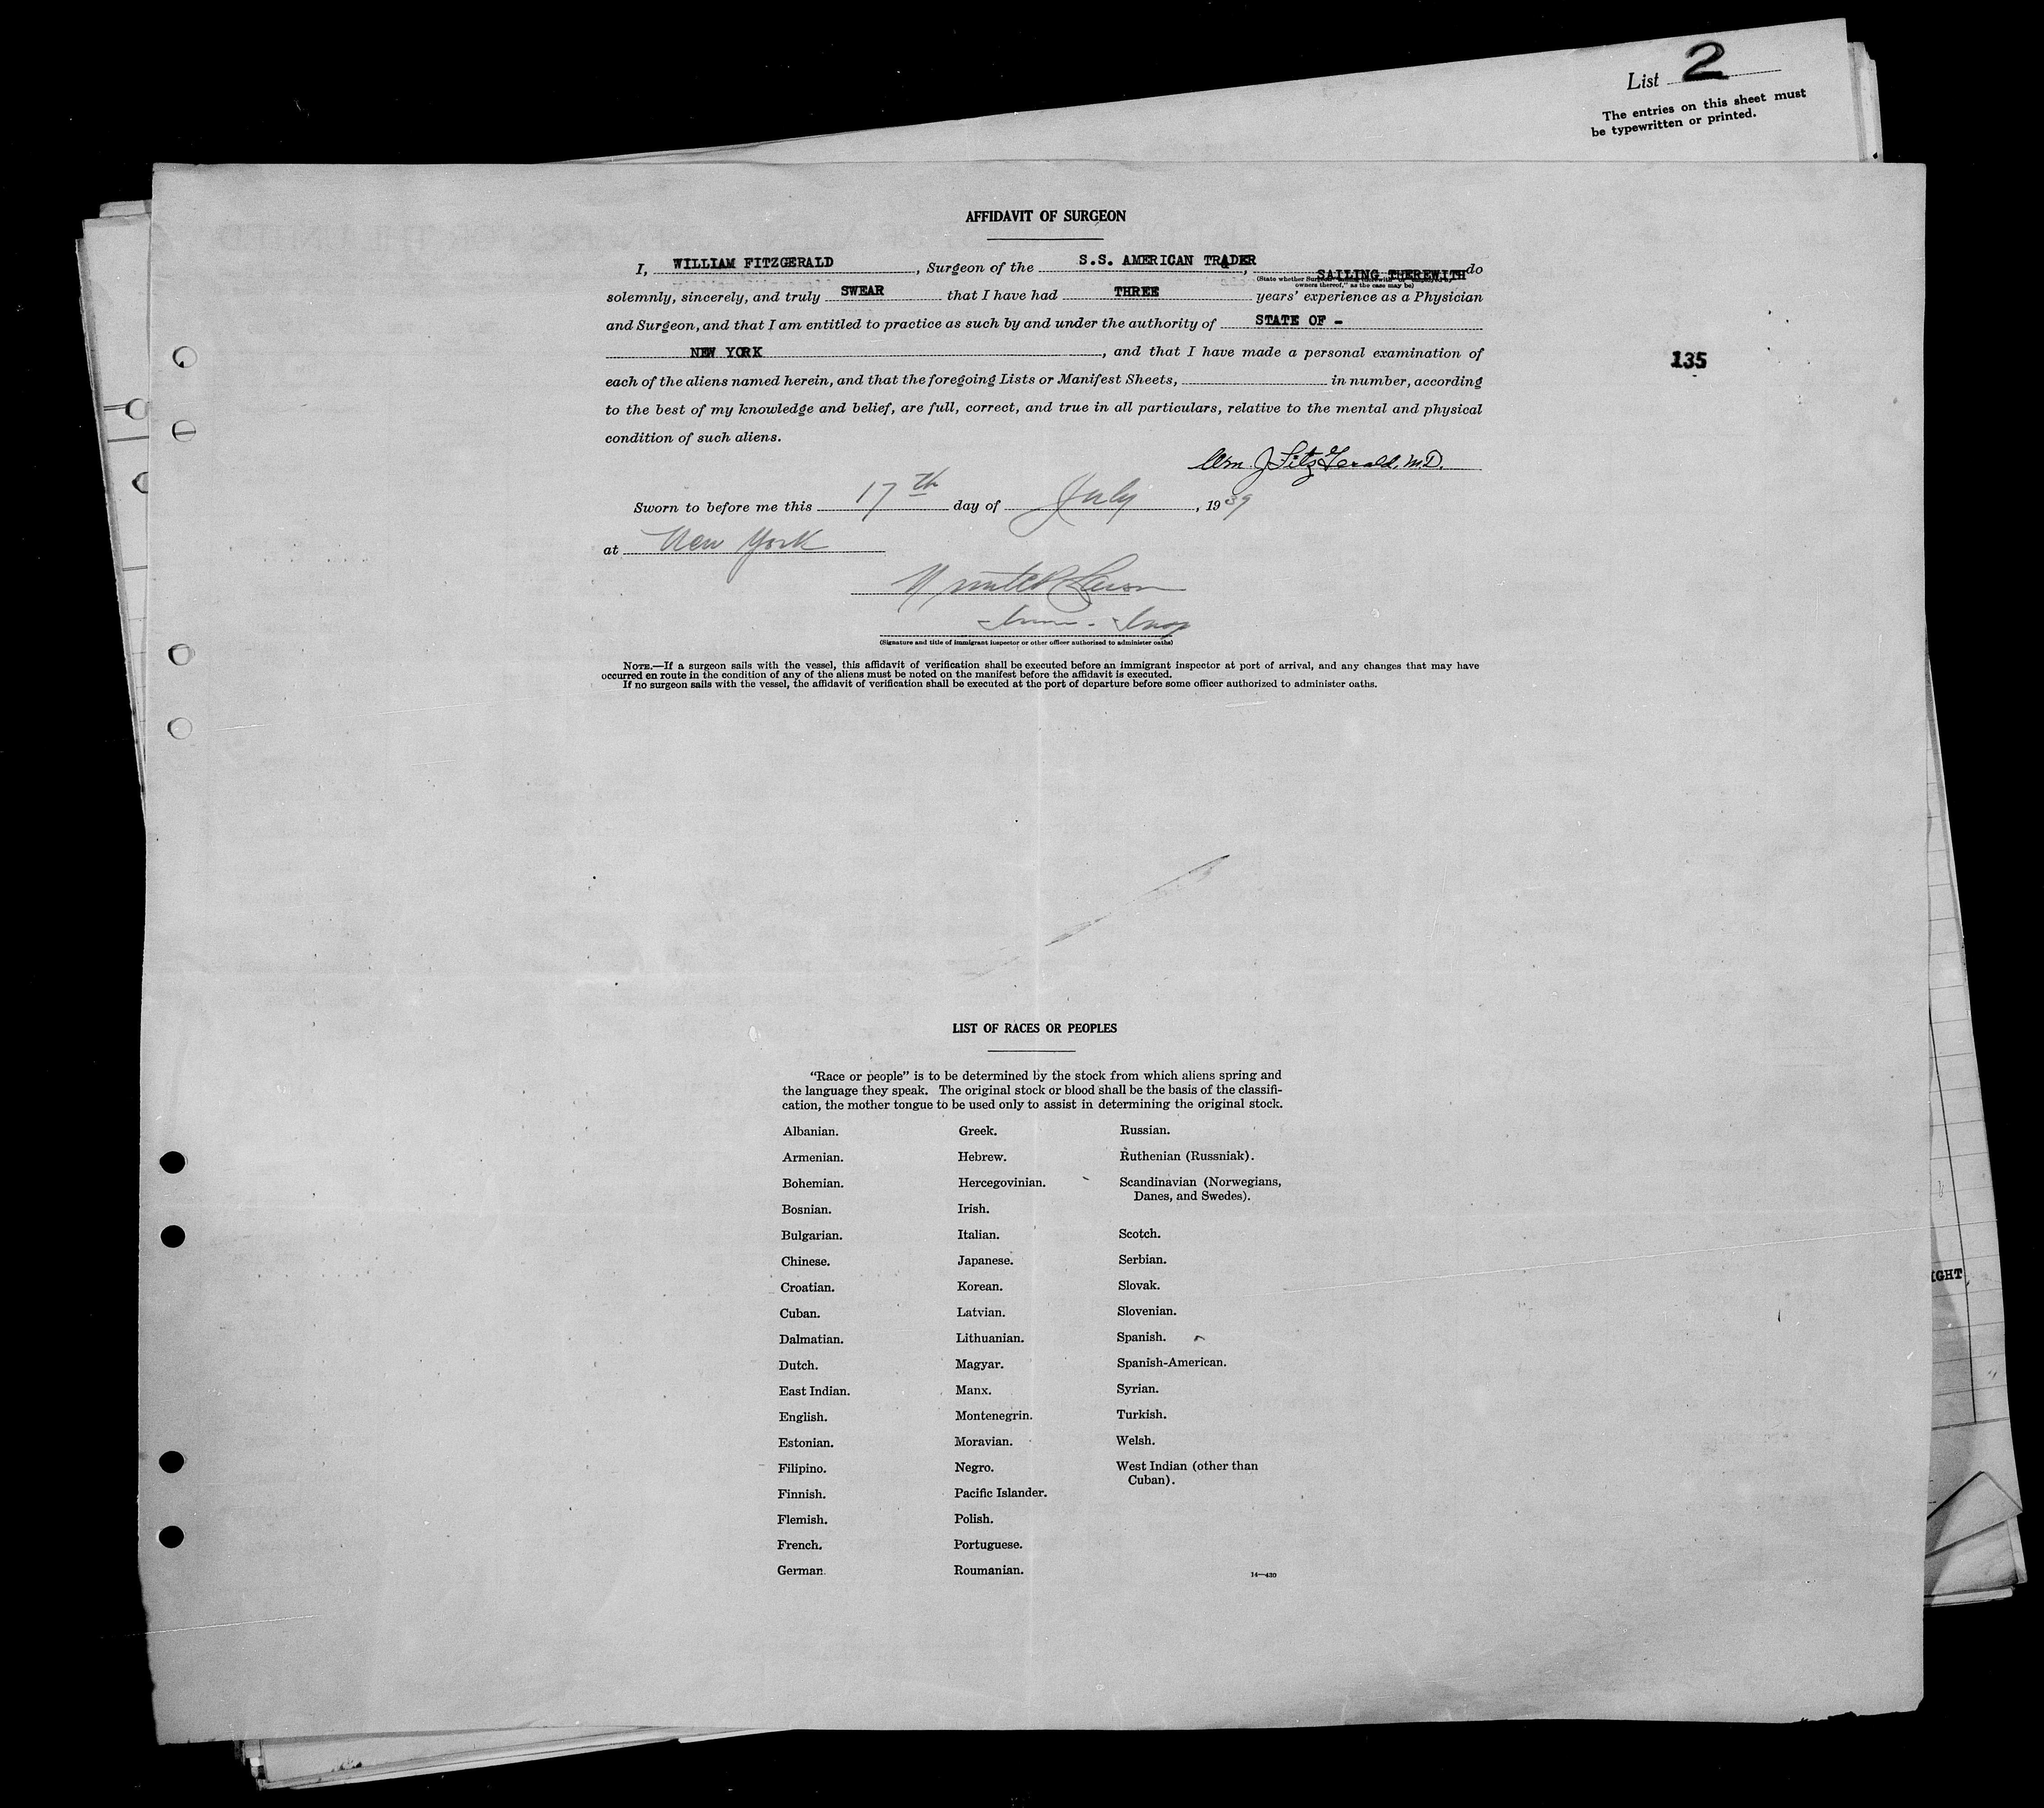 List 2
The entries on this sheet must
be typewritten or printed.
AFFIDAVIT OF SURGEON
I, WILLIAM FITZGERALD, Surgeon of the S.S. AMERICAN TRADER, SAILING THEREWITH do
(State whether Surgeon
owners thereof," as the case may be)
solemnly, sincerely, and truly SWEAR that I have had THREE years' experience as a Physician
and Surgeon, and that I am entitled to practice as such by and under the authority of STATE OF -
NEW YORK, and that I have made a personal examination of
135
each of the aliens named herein, and that the foregoing Lists or Manifest Sheets, in number, according
to the best of my knowledge and belief, are full, correct, and true in all particulars, relative to the mental and physical
condition of such aliens.
Wm. J FitzGerald, M.D.
Sworn to before me this 17th day of July, 1939
at New York
(Signature and title of immigrant inspector or other officer authorized to administer oaths)
NOTE.—If a surgeon sails with the vessel, this affidavit of verification shall be executed before an immigrant inspector at port of arrival, and any changes that may have
occurred en route in the condition of any of the aliens must be noted on the manifest before the affidavit is executed.
If no surgeon sails with the vessel, the affidavit of verification shall be executed at the port of departure before some officer authorized to administer oaths.
LIST OF RACES OR PEOPLES
"Race or people" is to be determined by the stock from which aliens spring and
the language they speak. The original stock or blood shall be the basis of the classifi-
cation, the mother tongue to be used only to assist in determining the original stock.
Albanian.
Armenian.
Bohemian.
Bosnian.
Bulgarian.
Chinese.
Croatian.
Cuban.
Dalmatian.
Dutch.
East Indian.
English.
Estonian.
Filipino.
Finnish.
Flemish.
French.
German.
Greek.
Hebrew.
Hercegovinian.
Irish.
Italian.
Japanese.
Korean.
Latvian.
Lithuanian.
Magyar.
Manx.
Montenegrin.
Moravian.
Negro.
Pacific Islander.
Polish.
Portuguese.
Roumanian.
Russian.
Ruthenian (Russniak).
Scandinavian (Norwegians,
Danes, and Swedes).
Scotch.
Serbian.
Slovak.
Slovenian.
Spanish.
Spanish-American.
Syrian.
Turkish.
Welsh.
West Indian (other than
Cuban).
14—430
IGHT